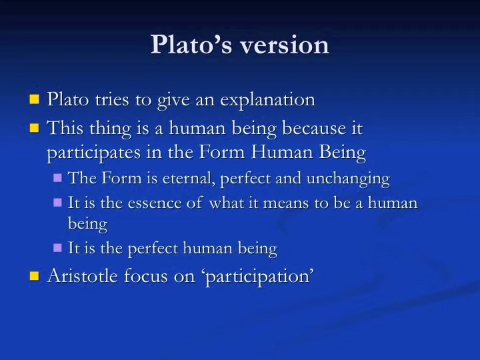 Plato’s version
Plato tries to give an explanation
This thing is a human being because it
participates in the Form Human Being
The Form is eternal, perfect and unchanging
It is the essence of what it means to be a human
being
It is the perfect human being
Aristotle focus on ‘participation’